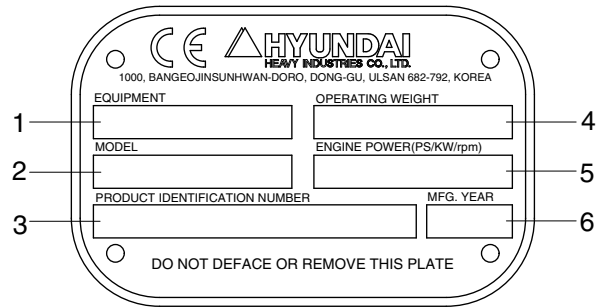 CE HYUNDAI
HEAVY INDUSTRIES CO., LTD.
1000, BANGEOJINSUNHWAN-DORO, DONG-GU, ULSAN 682-792, KOREA
EQUIPMENT OPERATING WEIGHT
1 4
MODEL ENGINE POWER(PS/KW/rpm)
2 5
PRODUCT IDENTIFICATION NUMBER MFG. YEAR
3 6
DO NOT DEFACE OR REMOVE THIS PLATE